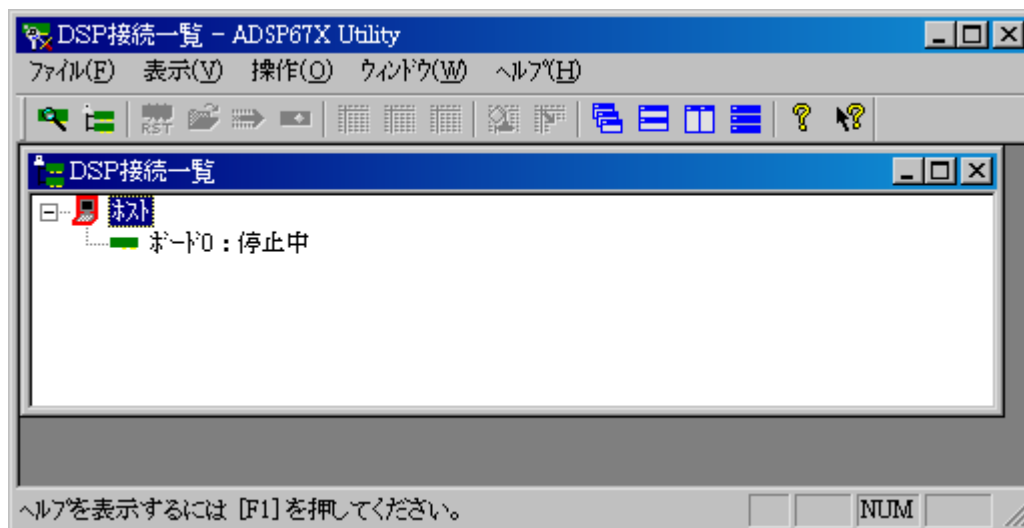 DSP接続一覧 - ADSP67X Utility
ﾌｧｲﾙ(F) 表示(V) 操作(O) ｳｨﾝﾄﾞｳ(W) ﾍﾙﾌﾟ(H)
RST
DSP接続一覧
ﾎｽﾄ
ﾎﾞｰﾄﾞ0：停止中
ﾍﾙﾌﾟを表示するには [F1] を押してください。
NUM